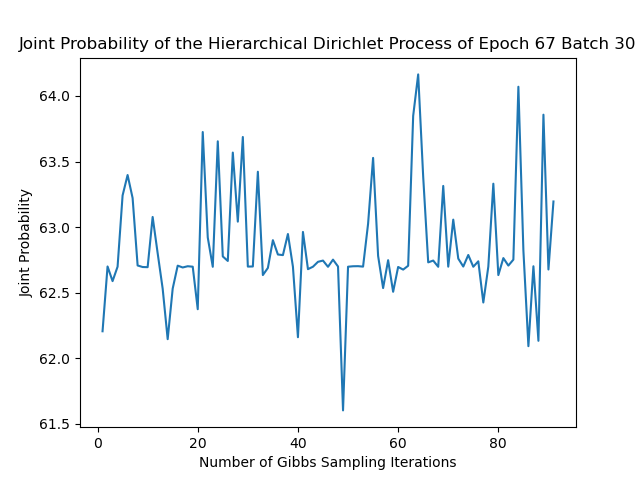 Joint Probability of the Hierarchical Dirichlet Process of Epoch 67 Batch 30
64.0
63.5
63.0
62.5
62.0
61.5
Joint Probability
0 20 40 60 80
Number of Gibbs Sampling Iterations